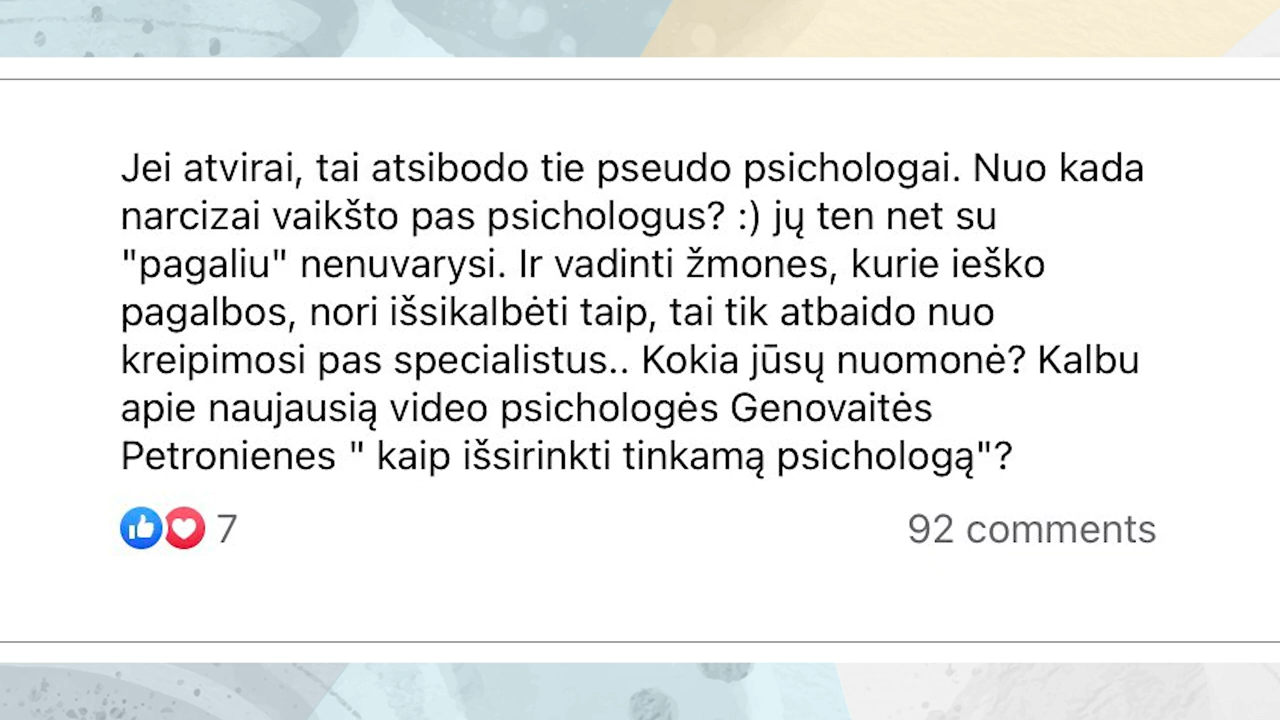 Jei atvirai, tai atsibodo tie pseudo psichologai. Nuo kada
narcizai vaikšto pas psichologus? :) jų ten net su
"pagaliu" nenuvarysi. Ir vadinti žmones, kurie ieško
pagalbos, nori išsikalbėti taip, tai tik atbaido nuo
kreipimosi pas specialistus.. Kokia jūsų nuomonė? Kalbu
apie naujausią video psichologės Genovaitės
Petronienes " kaip išsirinkti tinkamą psichologą"?
7 92 comments